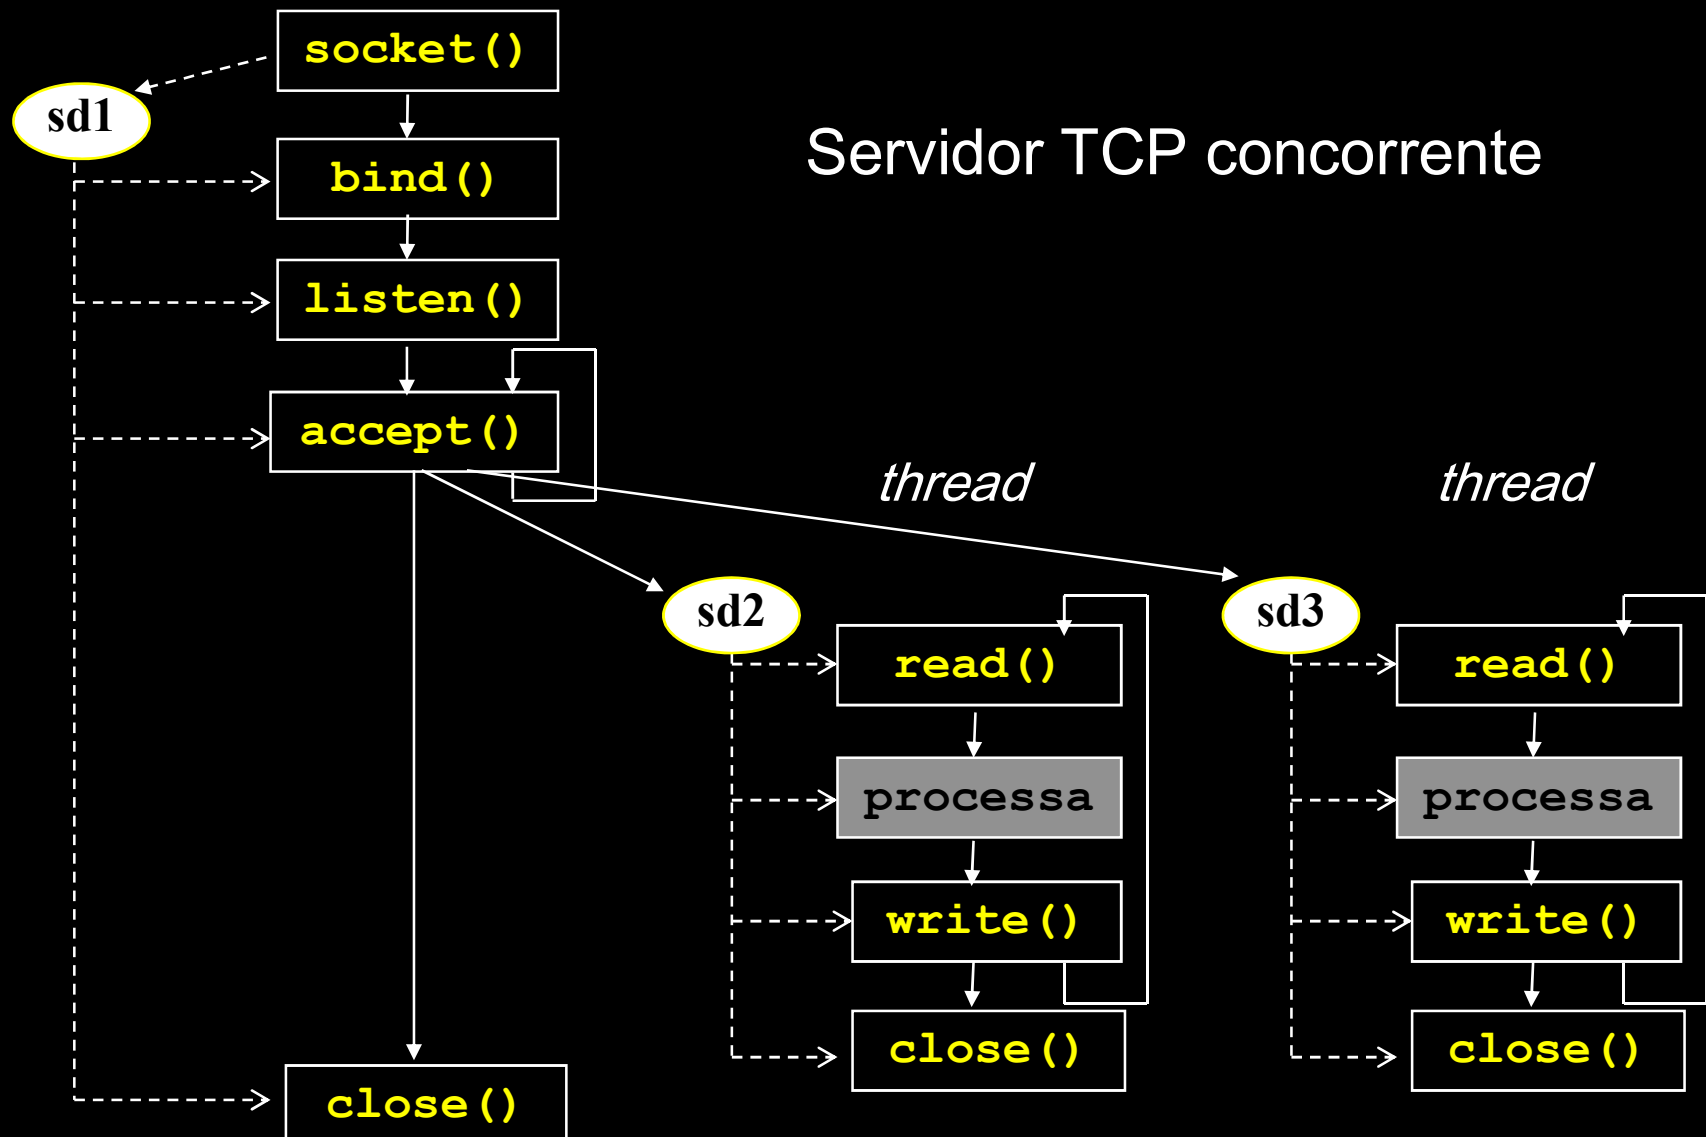 socket()
sd1
Servidor TCP concorrente
bind()
listen()
accept()
thread
thread
sd2
read()
processa
write()
close()
sd3
read()
processa
write()
close()
close()